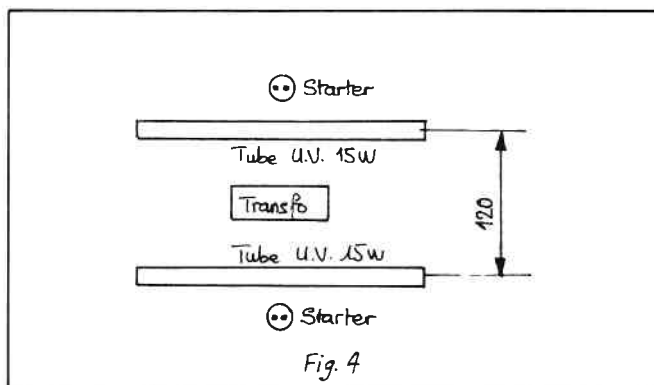 Starter
Tube U.V. 15W
Transfo
120
Tube U.V. 15W
Starter
Fig. 4